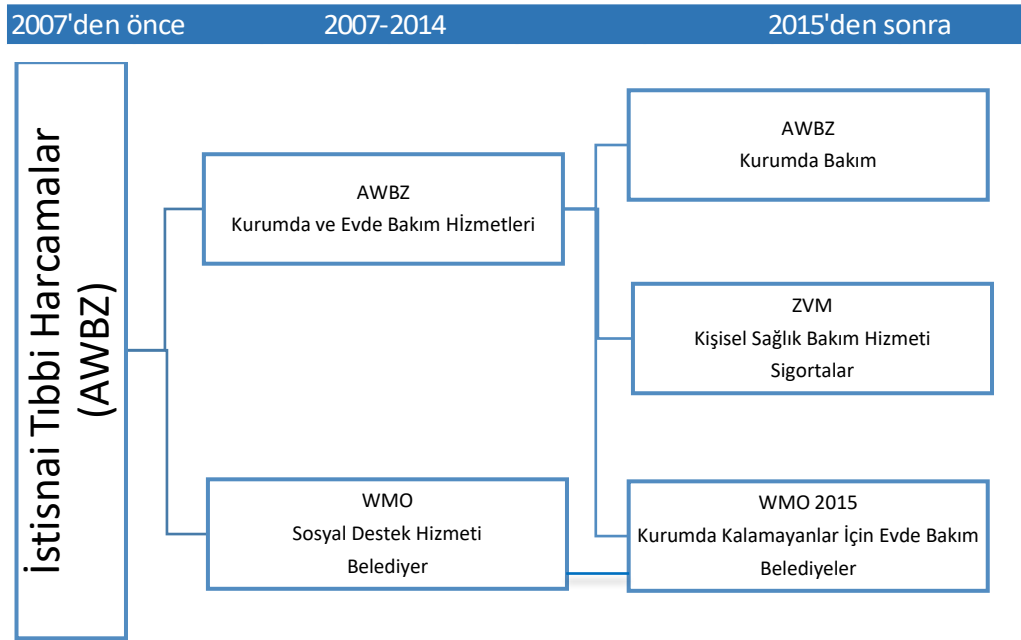 2007'den önce
2007-2014
2015'den sonra
İstisnai Tıbbi Harcamalar
(AWBZ)
AWBZ
Kurumda ve Evde Bakım Hİzmetleri
WMO
Sosyal Destek Hizmeti
Belediyer
AWBZ
Kurumda Bakım
ZVM
Kişisel Sağlık Bakım Hizmeti
Sigortalar
WMO 2015
Kurumda Kalamayanlar İçin Evde Bakım
Belediyeler